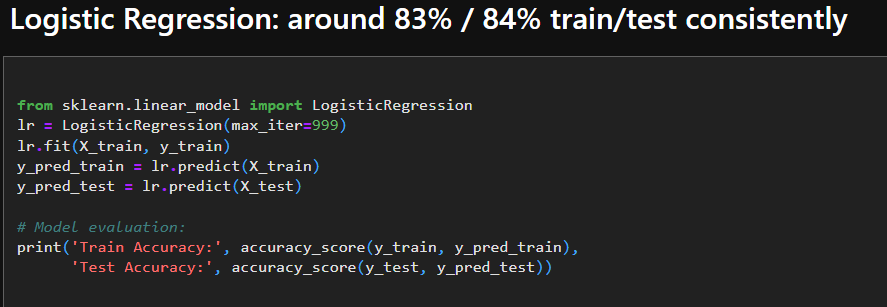 Logistic Regression: around 83% / 84% train/test consistently
from sklearn.linear_model import LogisticRegression
lr = LogisticRegression(max_iter=999)
lr.fit(X_train, y_train)
y_pred_train = lr.predict(X_train)
y_pred_test = lr.predict(X_test)
# Model evaluation:
print('Train Accuracy:', accuracy_score(y_train, y_pred_train),
      'Test Accuracy:', accuracy_score(y_test, y_pred_test))